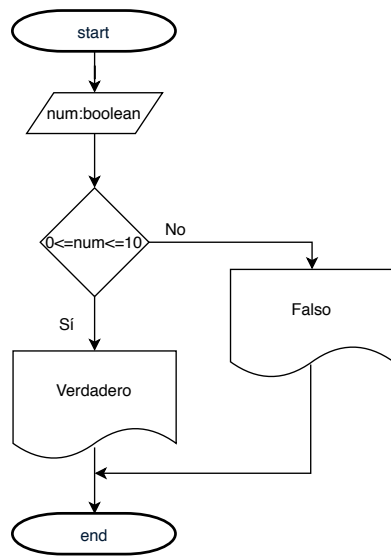 start
num:boolean
0<=num<=10
No
Falso
Sí
Verdadero
end